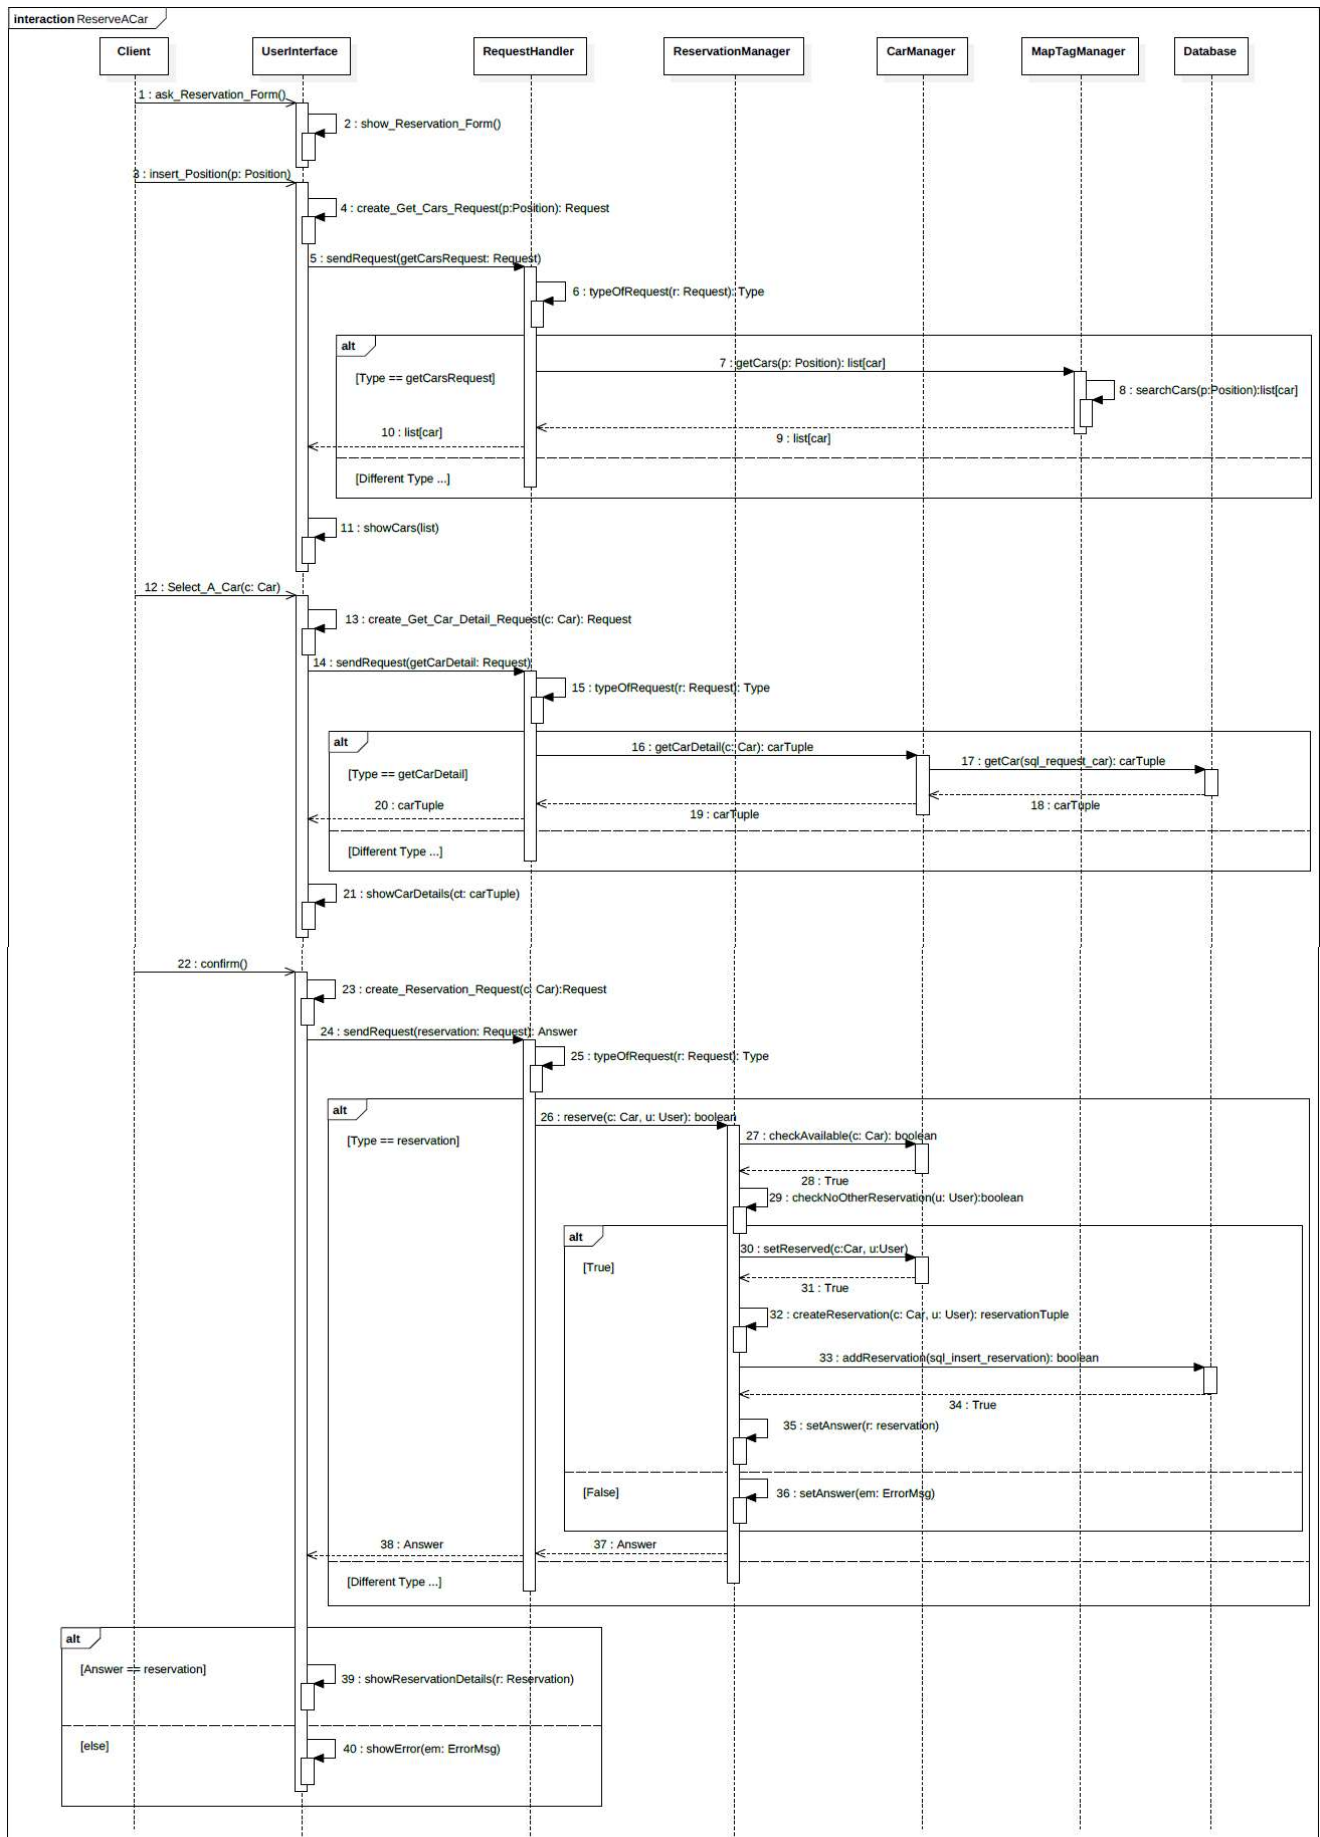 interaction ReserveACar
Client
UserInterface
RequestHandler
ReservationManager
CarManager
MapTagManager
Database
1 : ask_Reservation_Form()
2 : show_Reservation_Form()
3 : insert_Position(p: Position)
4 : create_Get_Cars_Request(p:Position): Request
5 : sendRequest(getCarsRequest: Request)
6 : typeOfRequest(r: Request): Type
alt
7 : getCars(p: Position): list[car]
[Type == getCarsRequest]
8 : searchCars(p:Position):list[car]
10 : list[car]
9 : list[car]
[Different Type ...]
11 : showCars(list)
12 : Select_A_Car(c: Car)
13 : create_Get_Car_Detail_Request(c: Car): Request
14 : sendRequest(getCarDetail: Request)
15 : typeOfRequest(r: Request): Type
alt
16 : getCarDetail(c: Car): carTuple
17 : getCar(sql_request_car): carTuple
[Type == getCarDetail]
20 : carTuple
18 : carTuple
19 : carTuple
[Different Type ...]
21 : showCarDetails(ct: carTuple)
22 : confirm()
23 : create_Reservation_Request(c: Car):Request
24 : sendRequest(reservation: Request): Answer
25 : typeOfRequest(r: Request): Type
alt
26 : reserve(c: Car, u: User): boolean
27 : checkAvailable(c: Car): boolean
[Type == reservation]
28 : True
29 : checkNoOtherReservation(u: User):boolean
alt
30 : setReserved(c:Car, u:User)
[True]
31 : True
32 : createReservation(c: Car, u: User): reservationTuple
33 : addReservation(sql_insert_reservation): boolean
34 : True
35 : setAnswer(r: reservation)
[False]
36 : setAnswer(em: ErrorMsg)
38 : Answer
37 : Answer
[Different Type ...]
alt
[Answer == reservation]
39 : showReservationDetails(r: Reservation)
[else]
40 : showError(em: ErrorMsg)